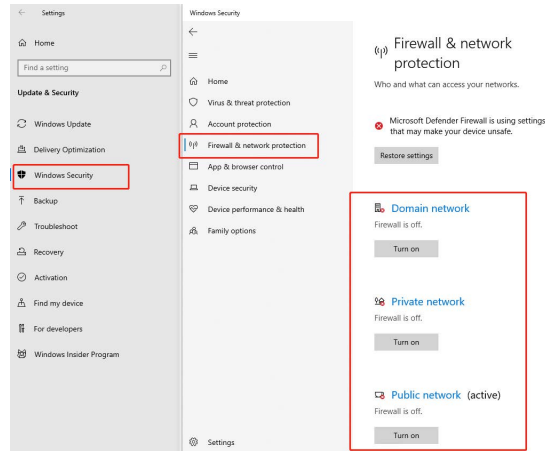 Settings
Home
Find a setting
Update & Security
Windows Update
Delivery Optimization
Windows Security
Backup
Troubleshoot
Recovery
Activation
Find my device
For developers
Windows Insider Program
Windows Security
Home
Virus & threat protection
Account protection
Firewall & network protection
App & browser control
Device security
Device performance & health
Family options
Settings
Firewall & network
protection
Who and what can access your networks.
Microsoft Defender Firewall is using settings
that may make your device unsafe.
Restore settings
Domain network
Firewall is off.
Turn on
Private network
Firewall is off.
Turn on
Public network (active)
Firewall is off.
Turn on